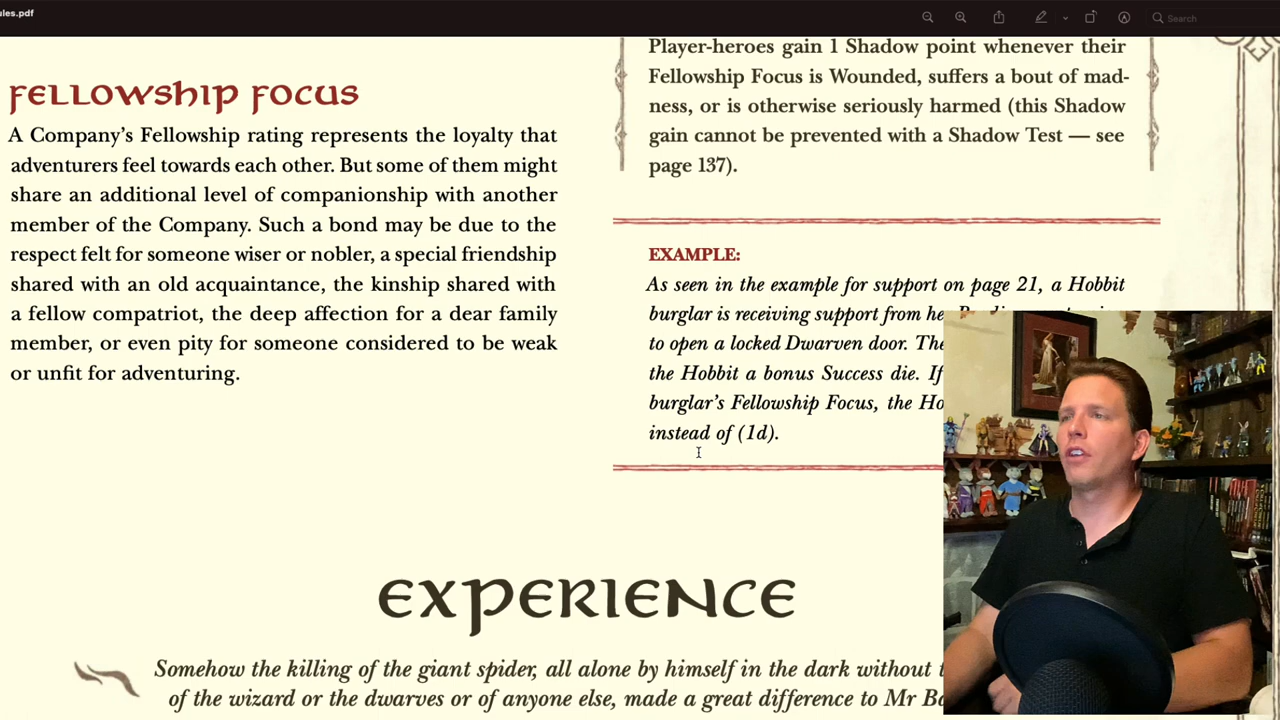 ules.pdf
Search
FELLOWSHIP FOCUS
A Company's Fellowship rating represents the loyalty that
adventurers feel towards each other. But some of them might
share an additional level of companionship with another
member of the Company. Such a bond may be due to the
respect felt for someone wiser or nobler, a special friendship
shared with an old acquaintance, the kinship shared with
a fellow compatriot, the deep affection for a dear family
member, or even pity for someone considered to be weak
or unfit for adventuring.
Player-heroes gain 1 Shadow point whenever their
Fellowship Focus is Wounded, suffers a bout of mad-
ness, or is otherwise seriously harmed (this Shadow
gain cannot be prevented with a Shadow Test — see
page 137).
EXAMPLE:
As seen in the example for support on page 21, a Hobbit
burglar is receiving support from he
to open a locked Dwarven door. The
the Hobbit a bonus Success die. If
burglar's Fellowship Focus, the Ho
instead of (1d).
EXPERIENCE
Somehow the killing of the giant spider, all alone by himself in the dark without t
of the wizard or the dwarves or of anyone else, made a great difference to Mr Ba